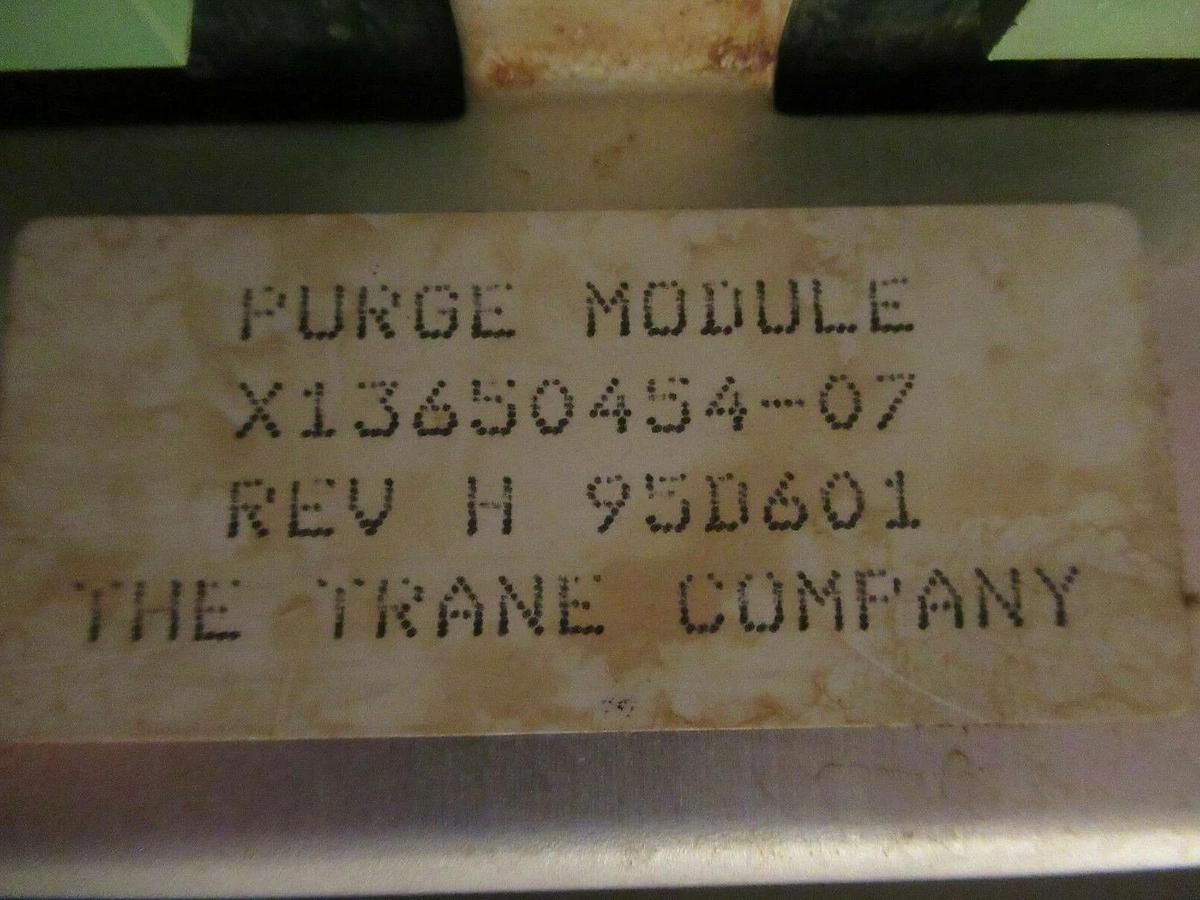 PURGE MODULE
X13650454-07
REV H 95D601
THE TRANE COMPANY